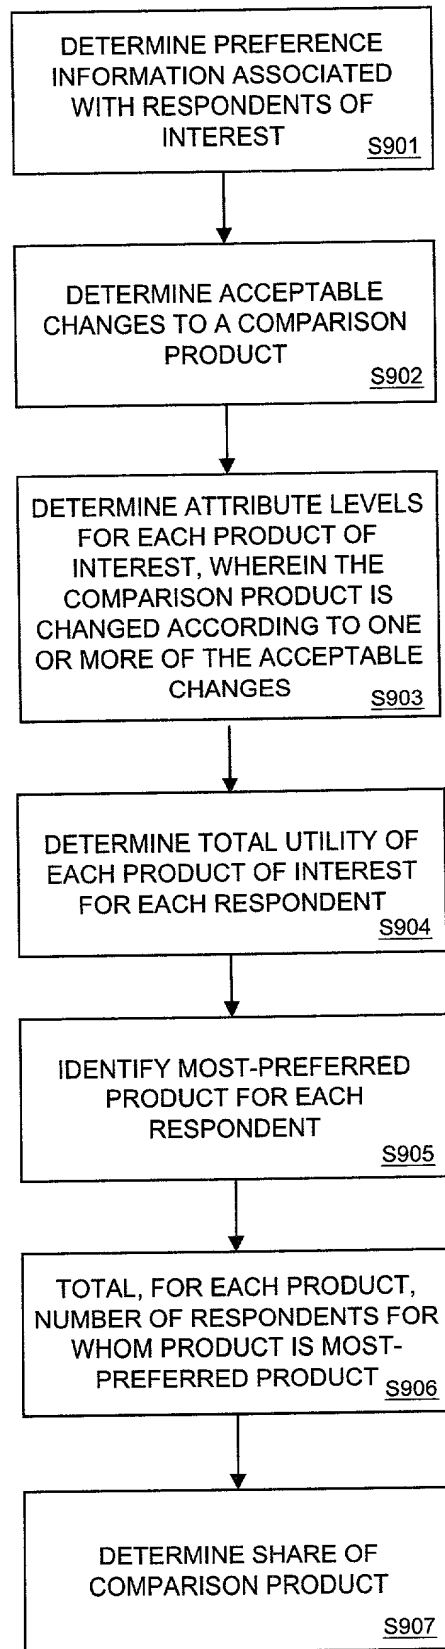 DETERMINE PREFERENCE
INFORMATION ASSOCIATED
WITH RESPONDENTS OF
INTEREST
S901
DETERMINE ACCEPTABLE
CHANGES TO A COMPARISON
PRODUCT
S902
DETERMINE ATTRIBUTE LEVELS
FOR EACH PRODUCT OF
INTEREST, WHEREIN THE
COMPARISON PRODUCT IS
CHANGED ACCORDING TO ONE
OR MORE OF THE ACCEPTABLE
CHANGES
S903
DETERMINE TOTAL UTILITY OF
EACH PRODUCT OF INTEREST
FOR EACH RESPONDENT
S904
IDENTIFY MOST-PREFERRED
PRODUCT FOR EACH
RESPONDENT
S905
TOTAL, FOR EACH PRODUCT,
NUMBER OF RESPONDENTS FOR
WHOM PRODUCT IS MOST-
PREFERRED PRODUCT
S906
DETERMINE SHARE OF
COMPARISON PRODUCT
S907